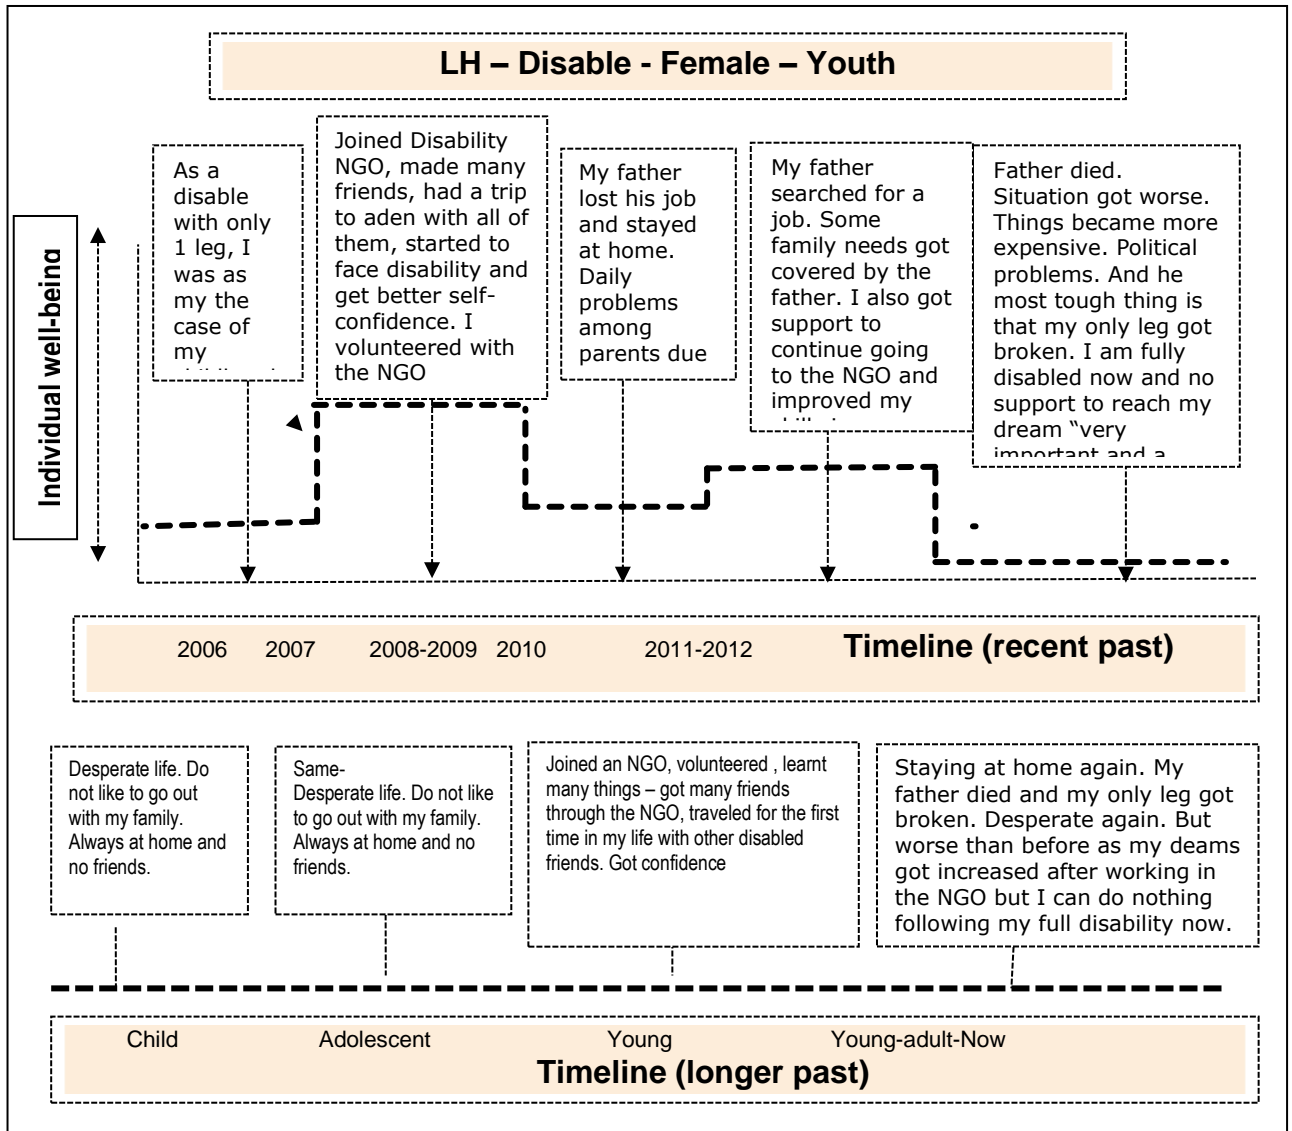 LH – Disable - Female – Youth
As a
disable
with only
1 leg, I
was as
my the
case of
my
Joined Disability
NGO, made many
friends, had a trip
to aden with all of
them, started to
face disability and
get better self-
confidence. I
volunteered with
the NGO
My father
lost his job
and stayed
at home.
Daily
problems
among
parents due
My father
searched for a
job. Some
family needs got
covered by the
father. I also got
support to
continue going
to the NGO and
improved my
Father died.
Situation got worse.
Things became more
expensive. Political
problems. And he
most tough thing is
that my only leg got
broken. I am fully
disabled now and no
support to reach my
dream “very
important and a
Individual well-being
2006 2007 2008-2009 2010 2011-2012 Timeline (recent past)
Desperate life. Do
not like to go out
with my family.
Always at home and
no friends.
Same-
Desperate life. Do not like
to go out with my family.
Always at home and no
friends.
Joined an NGO, volunteered , learnt
many things – got many friends
through the NGO, traveled for the first
time in my life with other disabled
friends. Got confidence
Staying at home again. My
father died and my only leg got
broken. Desperate again. But
worse than before as my deams
got increased after working in
the NGO but I can do nothing
following my full disability now.
Child Adolescent Young Young-adult-Now
Timeline (longer past)